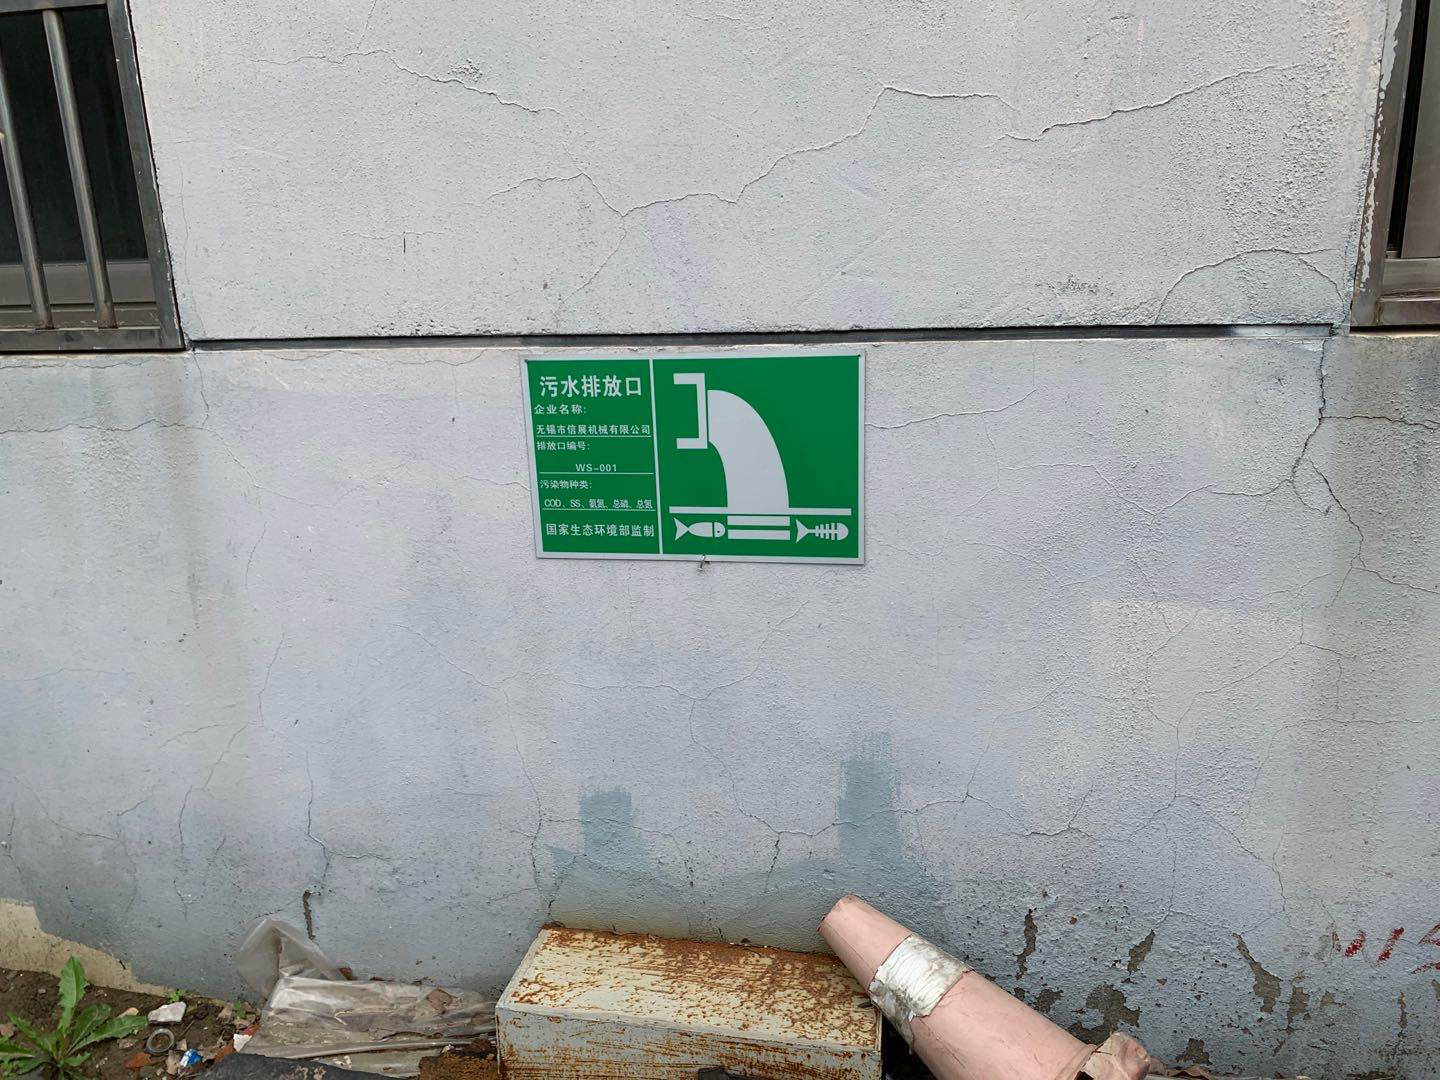 污水排放口
企业名称：
无锡市信展机械有限公司
排放口编号：
WS-001
污染物种类：
COD、SS、氨氮、总磷、总氮
国家生态环境部监制